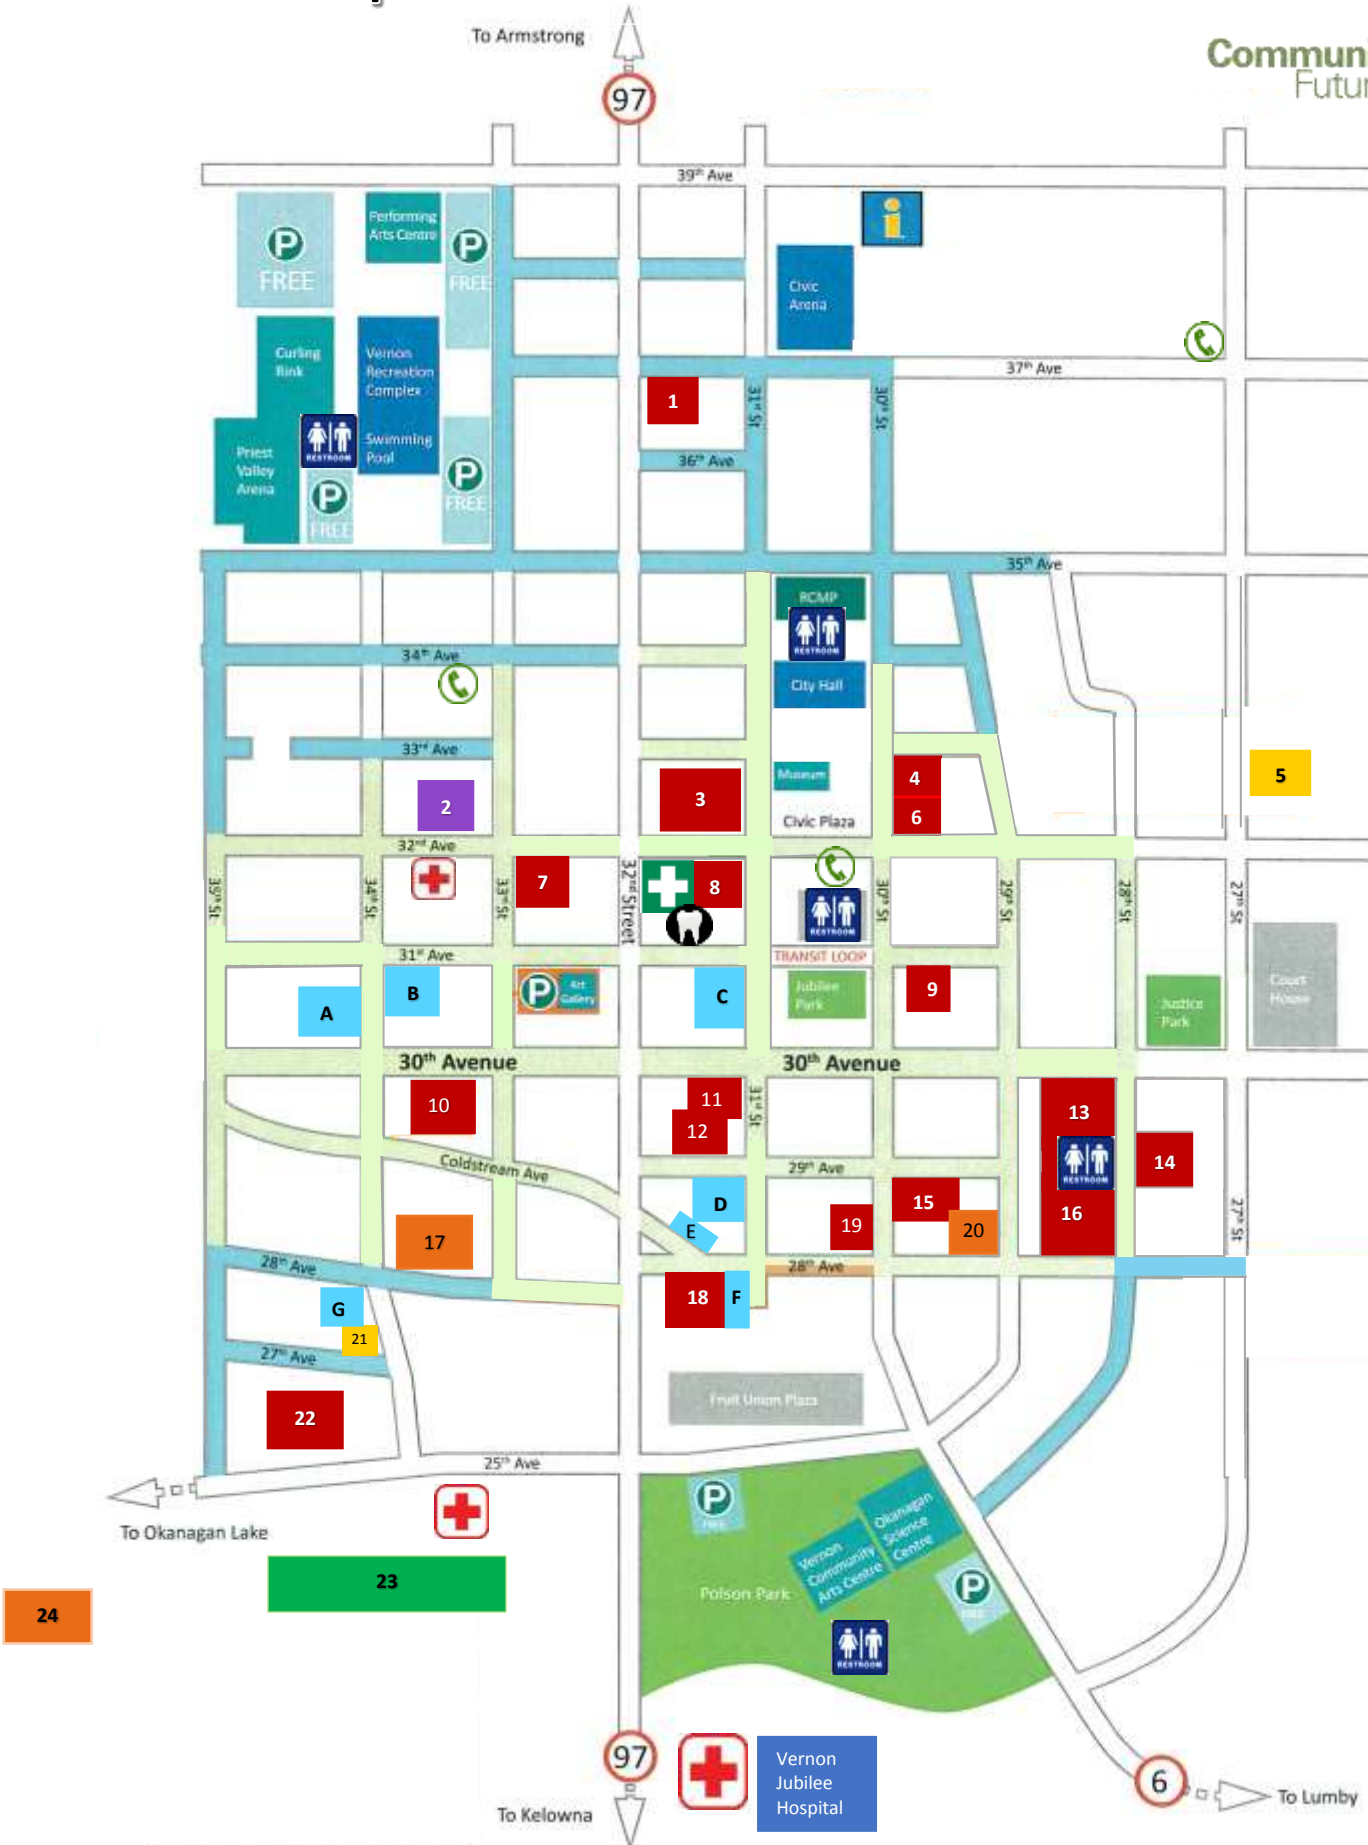 To Armstrong
Commun
Futur
97
39th Ave
P
FREE
Performing
Arts Centre
P
FREE
i
Civic
Arena
Curling
Rink
Vernon
Recreation
Complex
Swimming
Pool
37th Ave
1
31st St
30th St
RESTROOM
Priest
Valley
Arena
36th Ave
P
FREE
P
FREE
35th Ave
RCMP
RESTROOM
34th Ave
City Hall
33rd Ave
Museum
2
3
4
5
6
Civic Plaza
32nd Ave
35th St
34th St
33rd St
7
32nd Street
8
RESTROOM
30th St
29th St
28th St
27th St
31st Ave
TRANSIT LOOP
A
B
P
Art
Gallery
C
Jubilee
Park
9
Justice
Park
Court
House
30th Avenue
30th Avenue
10
11
12
31st St
13
RESTROOM
14
Coldstream Ave
29th Ave
D
E
15
16
17
19
20
27th St
28th Ave
28th Ave
G
18
F
21
27th Ave
22
Fruit Union Plaza
25th Ave
To Okanagan Lake
P
FREE
Okanagan
Science
Centre
Vernon
Community
Arts Centre
Polson Park
P
FREE
23
24
RESTROOM
97
Vernon
Jubilee
Hospital
6
To Lumby
To Kelowna